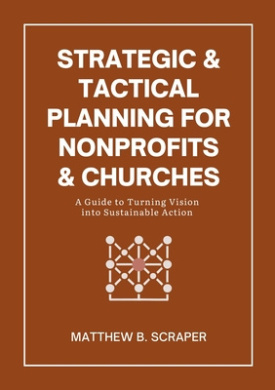 STRATEGIC &
TACTICAL
PLANNING FOR
NONPROFITS
& CHURCHES
A Guide to Turning Vision
into Sustainable Action
MATTHEW B. SCRAPER